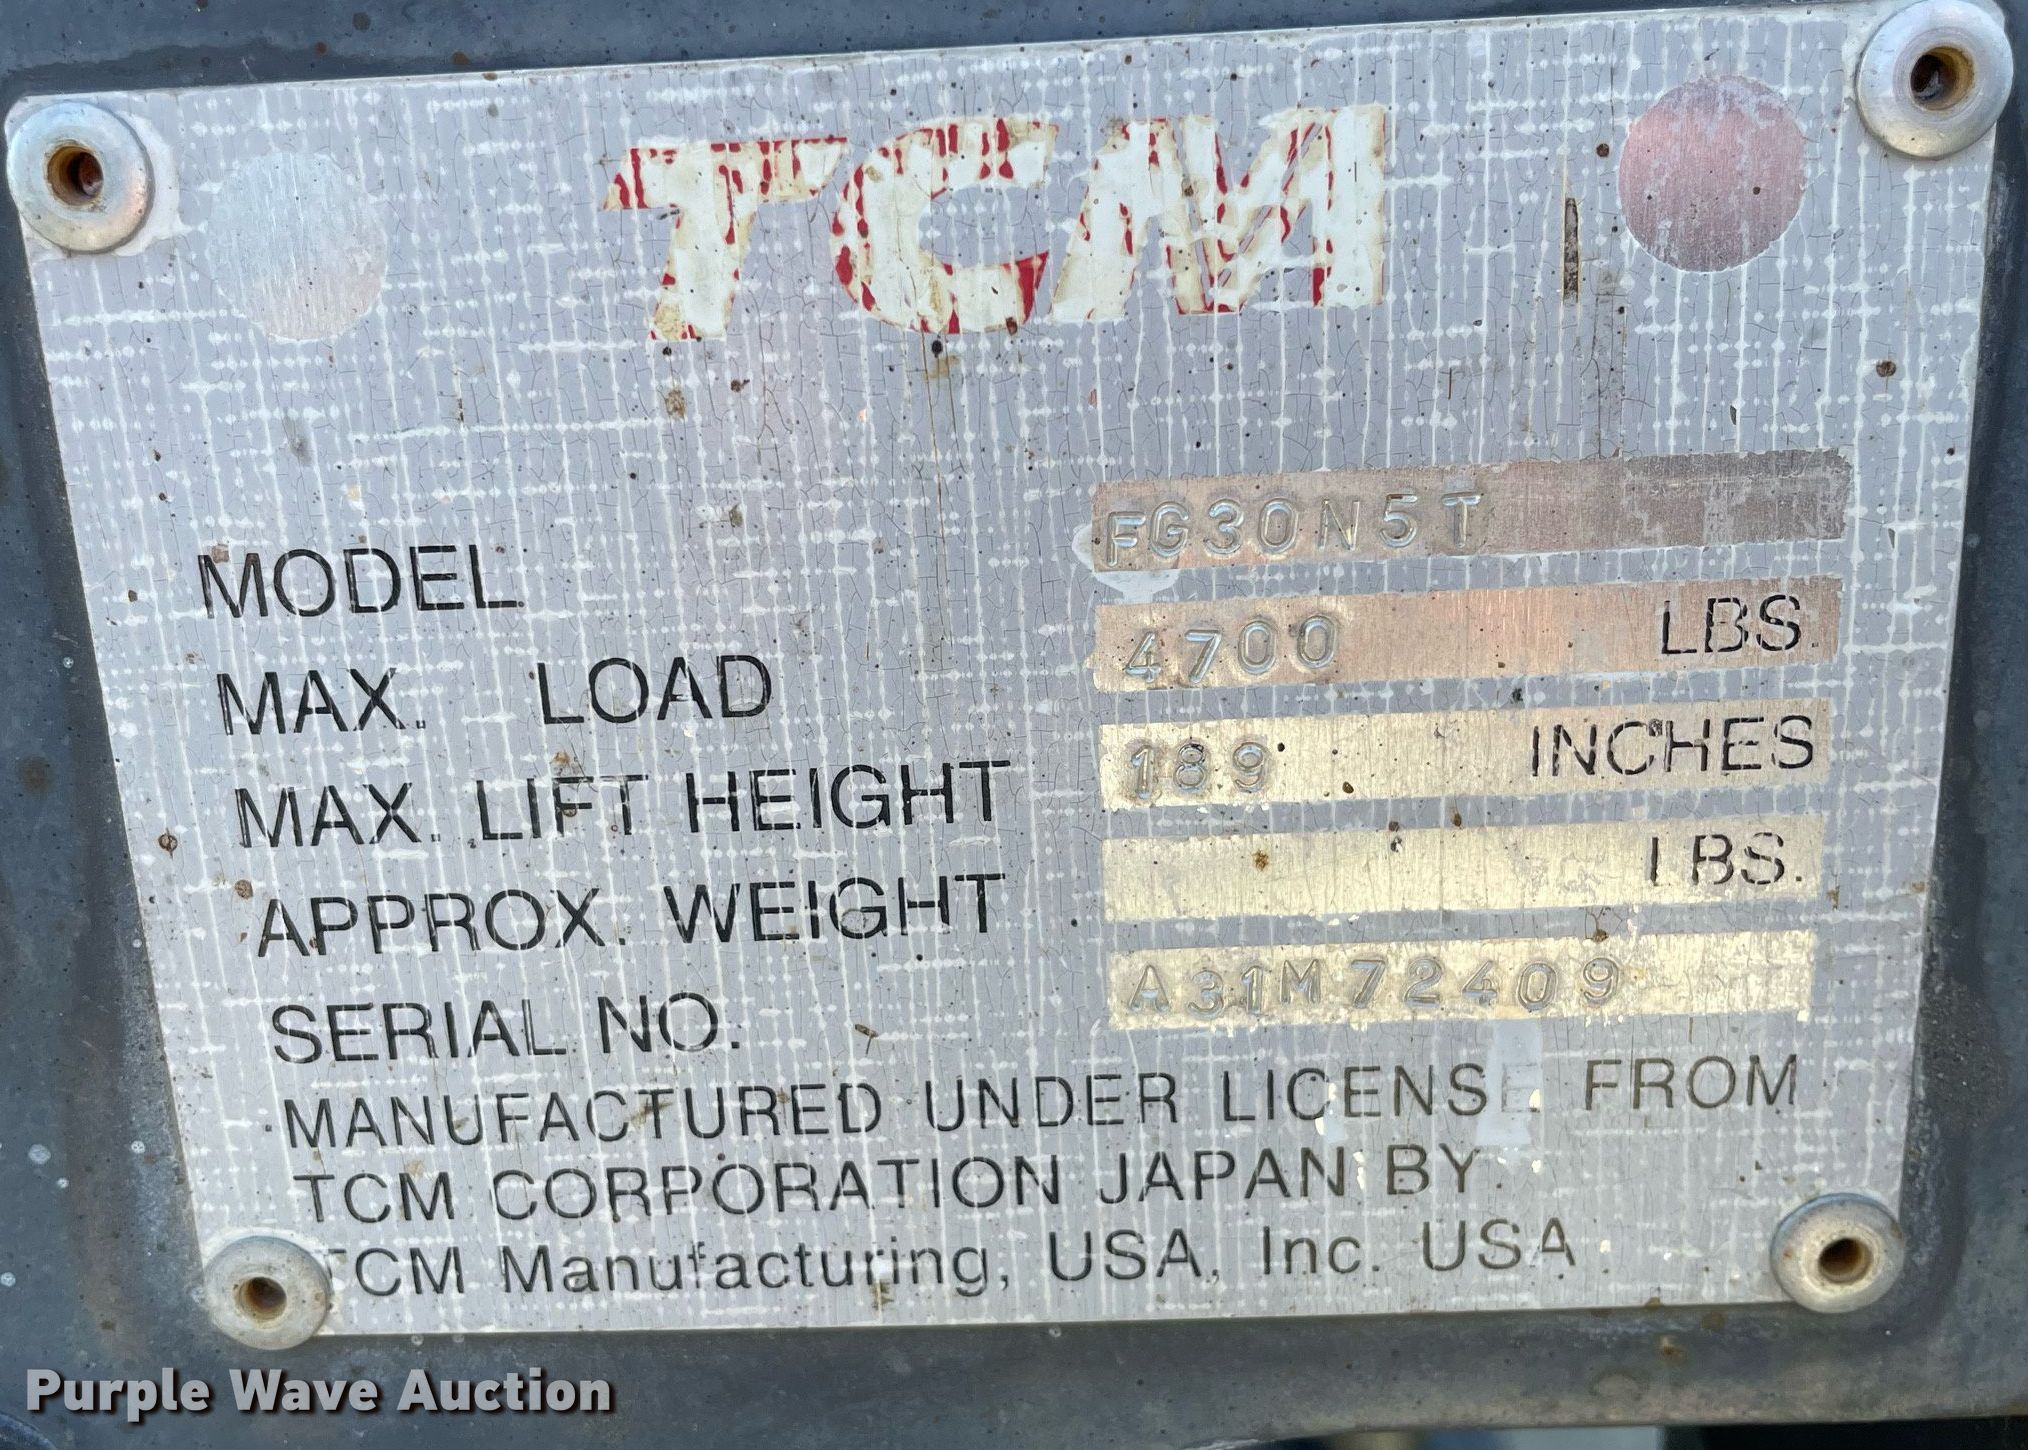 TCM
MODEL FG30N5T
MAX. LOAD 4700 LBS.
MAX. LIFT HEIGHT 189 INCHES
APPROX. WEIGHT LBS.
SERIAL NO. A31M72409
MANUFACTURED UNDER LICENSE FROM
TCM CORPORATION JAPAN BY
TCM Manufacturing, USA, Inc. USA
Purple Wave Auction